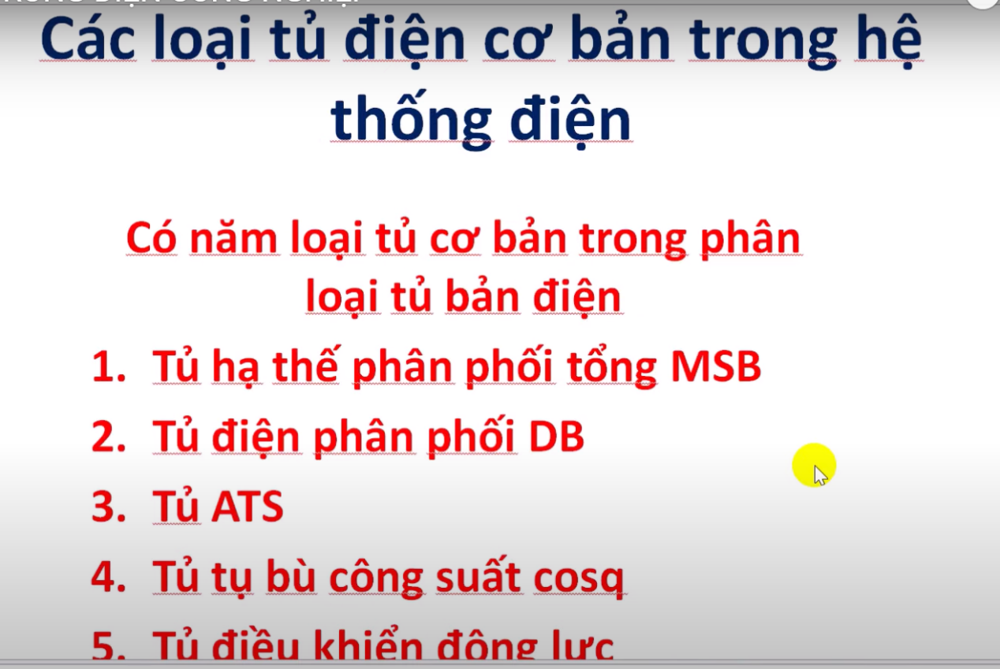 Các loại tủ điện cơ bản trong hệ
thống điện
Có năm loại tủ cơ bản trong phân
loại tủ bản điện
1. Tủ hạ thế phân phối tổng MSB
2. Tủ điện phân phối DB
3. Tủ ATS
4. Tủ tụ bù công suất cosq
5. Tủ điều khiển động lực